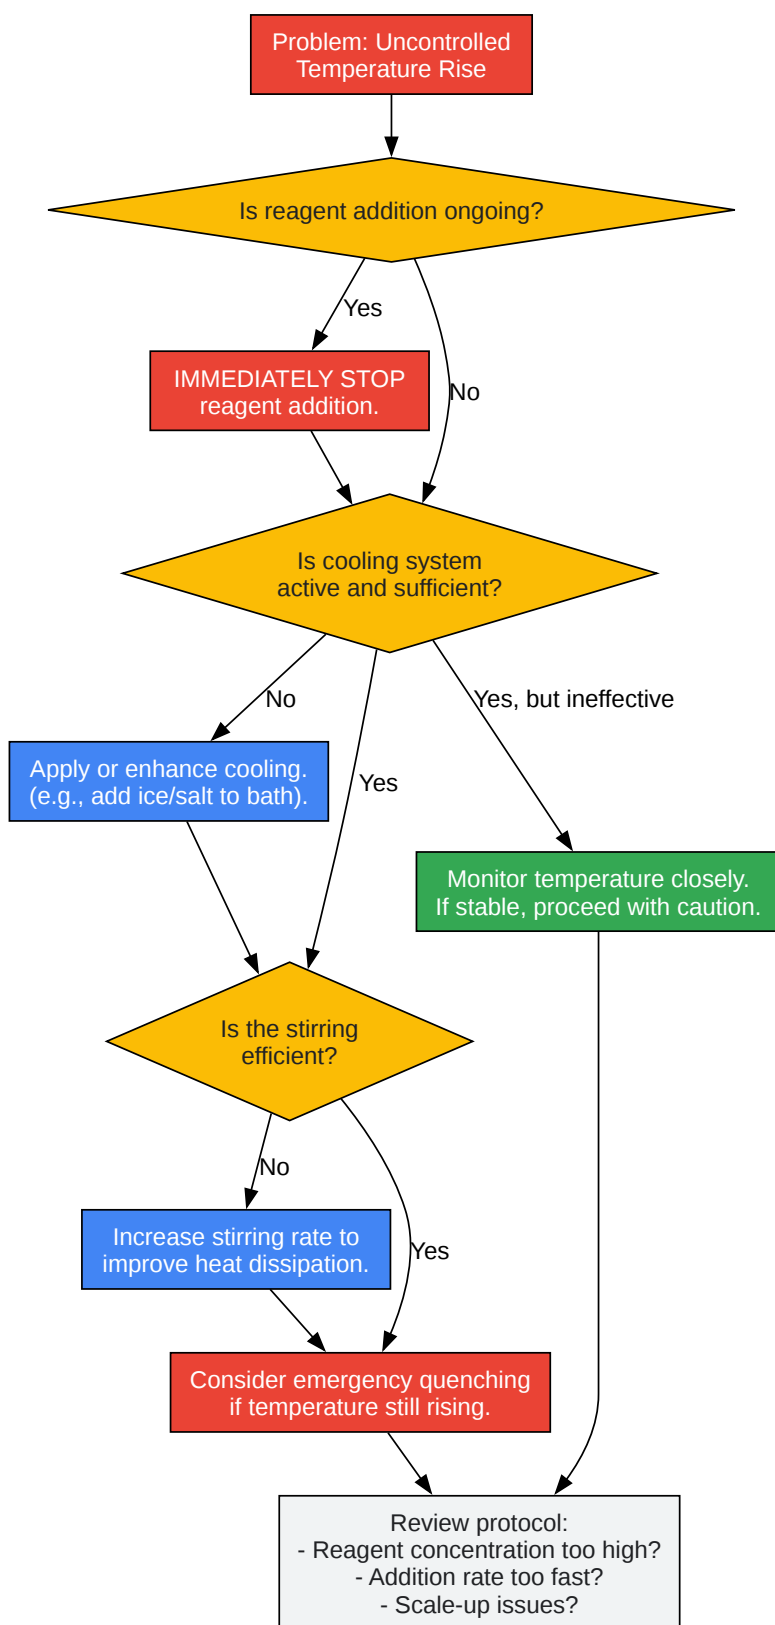 Problem: Uncontrolled
Temperature Rise
Is reagent addition ongoing?
Yes
IMMEDIATELY STOP
reagent addition.
No
Is cooling system
active and sufficient?
No
Yes, but ineffective
Apply or enhance cooling.
(e.g., add ice/salt to bath).
Yes
Monitor temperature closely.
If stable, proceed with caution.
Is the stirring
efficient?
No
Increase stirring rate to
improve heat dissipation.
Yes
Consider emergency quenching
if temperature still rising.
Review protocol:
- Reagent concentration too high?
- Addition rate too fast?
- Scale-up issues?